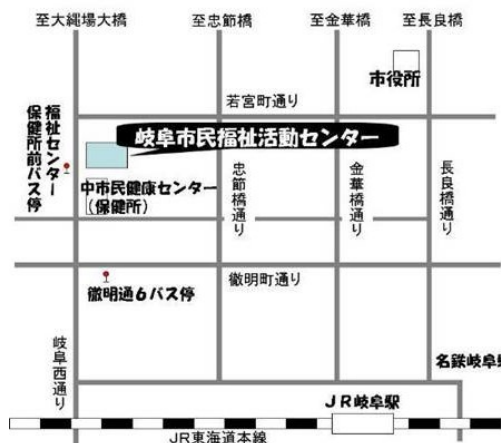 至大縄場大橋
至忠節橋
至金華橋
至長良橋
市役所
若宮町通り
福祉センター
保健所前バス停
岐阜市民福祉活動センター
中市民健康センター
(保健所)
忠節橋通り
金華橋通り
長良橋通り
徹明町通り
徹明通6バス停
岐阜西通り
名鉄岐阜駅
JR岐阜駅
JR東海道本線